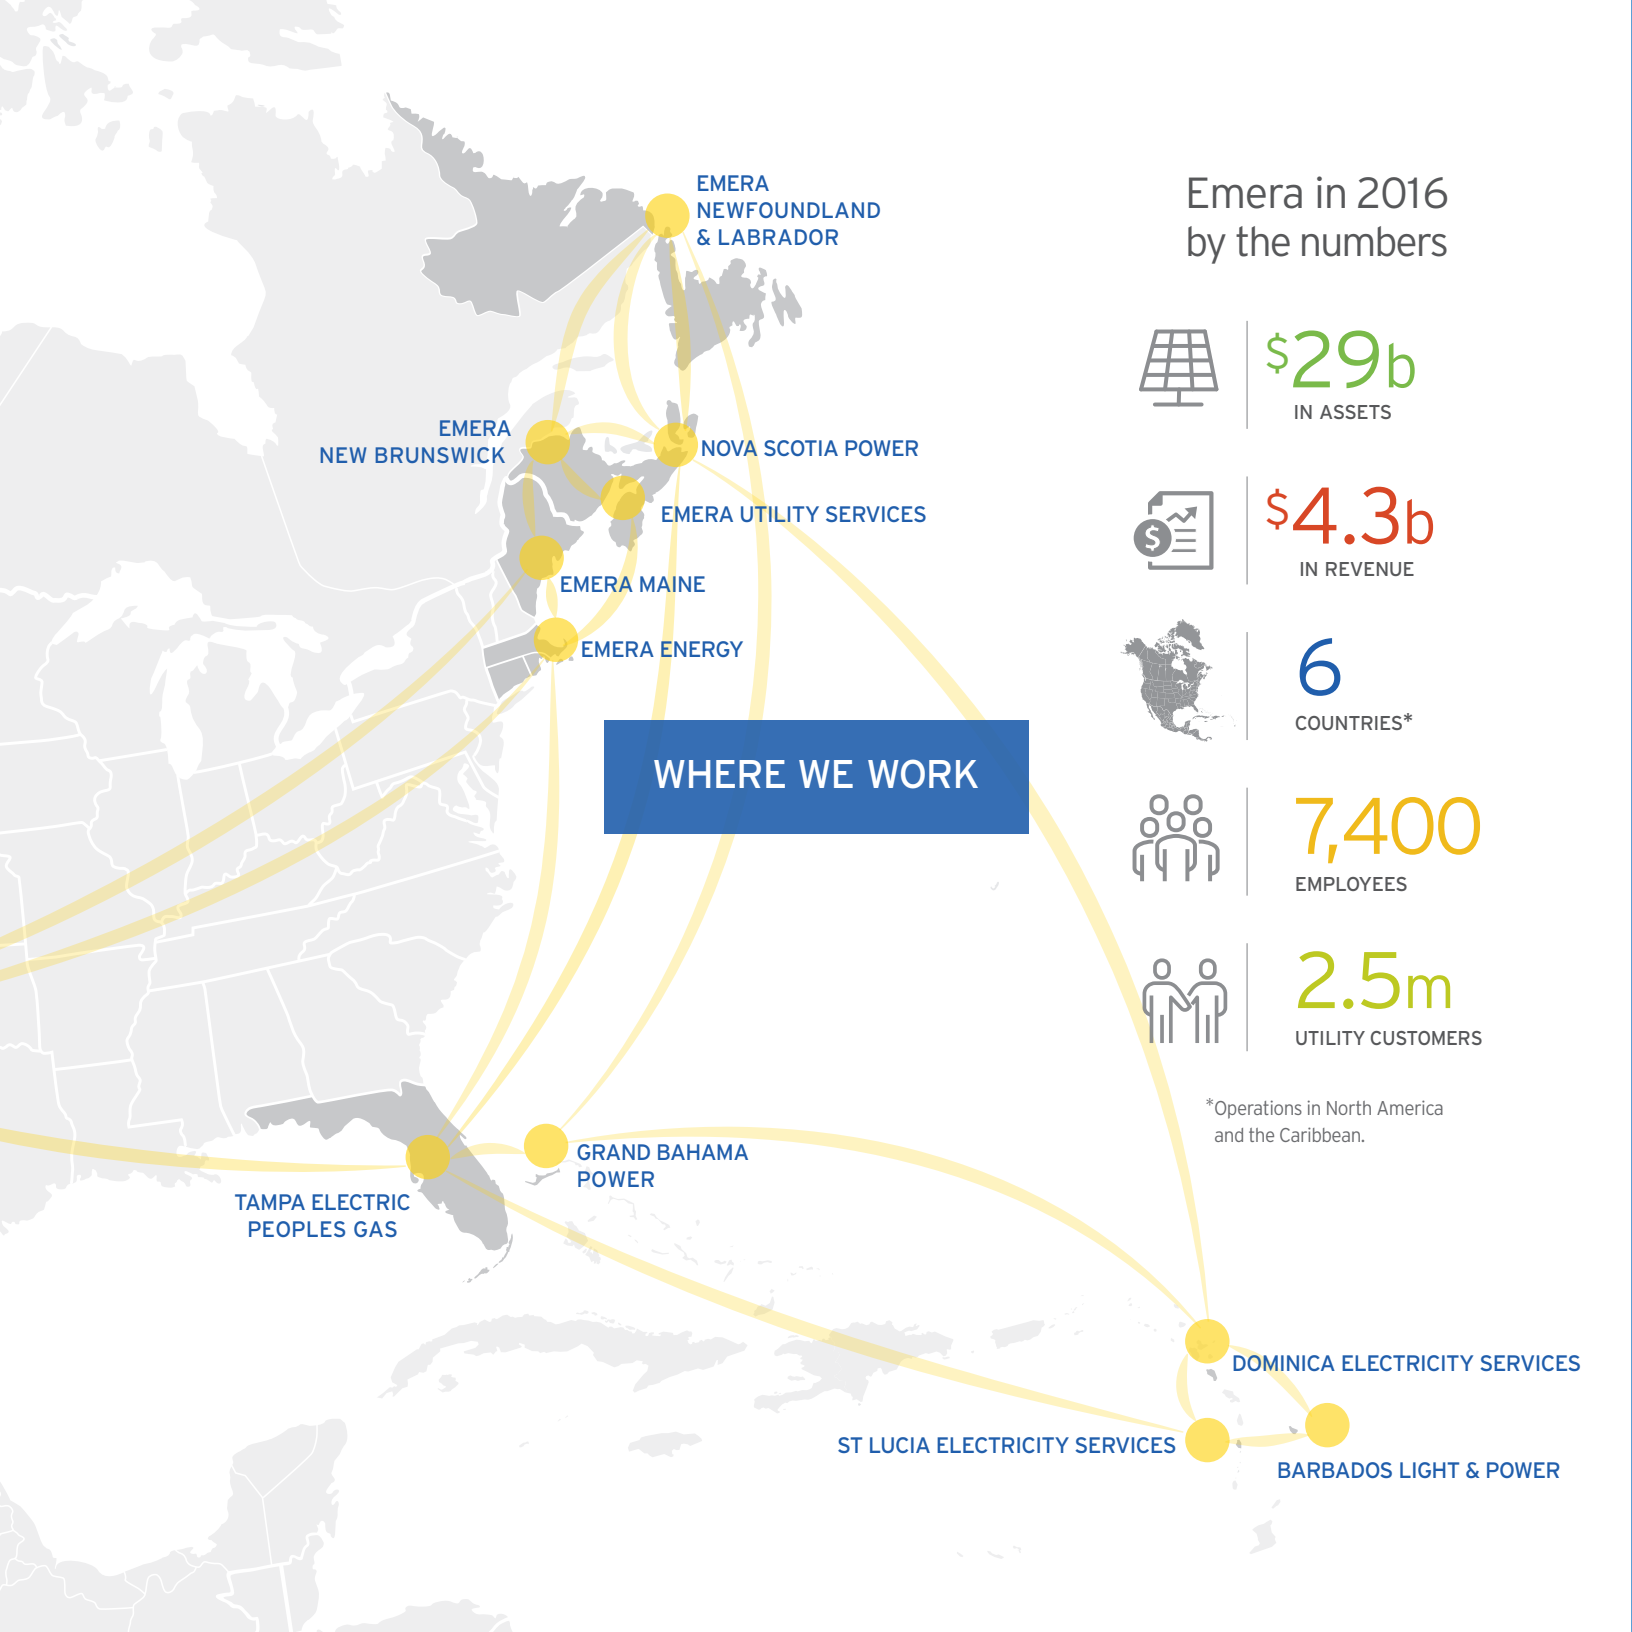 EMERA
NEWFOUNDLAND
& LABRADOR
Emera in 2016
by the numbers
$29b
IN ASSETS
EMERA
NEW BRUNSWICK
NOVA SCOTIA POWER
EMERA UTILITY SERVICES
$4.3b
IN REVENUE
$
EMERA MAINE
EMERA ENERGY
6
COUNTRIES*
WHERE WE WORK
7,400
EMPLOYEES
2.5m
UTILITY CUSTOMERS
*Operations in North America
and the Caribbean.
GRAND BAHAMA
POWER
TAMPA ELECTRIC
PEOPLES GAS
DOMINICA ELECTRICITY SERVICES
ST LUCIA ELECTRICITY SERVICES
BARBADOS LIGHT & POWER